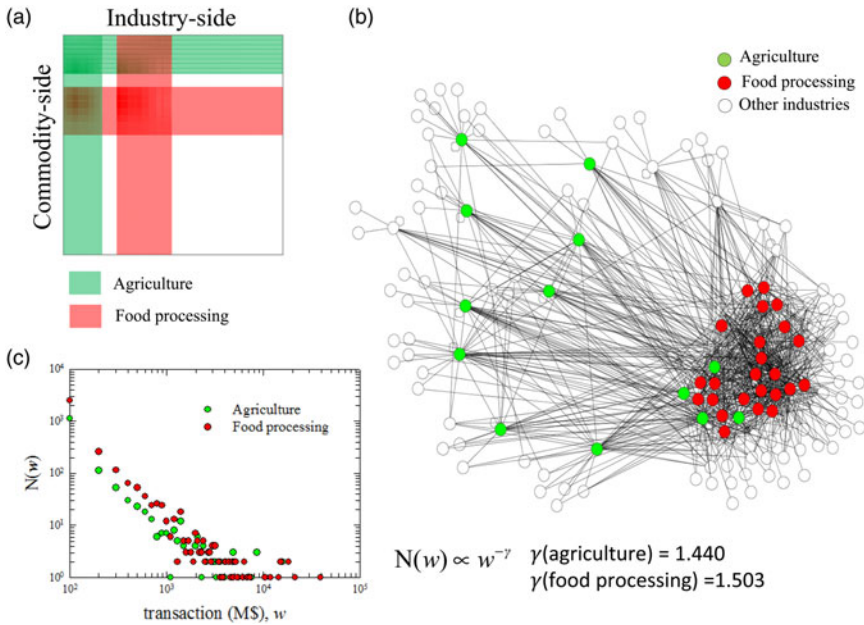 (a)
Industry-side
Commodity-side
Agriculture
Food processing
(b)
Agriculture
Food processing
Other industries
(c)
10^4
10^3
10^2
10^1
10^0
N(w)
Agriculture
Food processing
10^2 10^3 10^4 10^5
transaction (M$), w
N(w) ∝ w^{-γ}
γ(agriculture) = 1.440
γ(food processing) =1.503